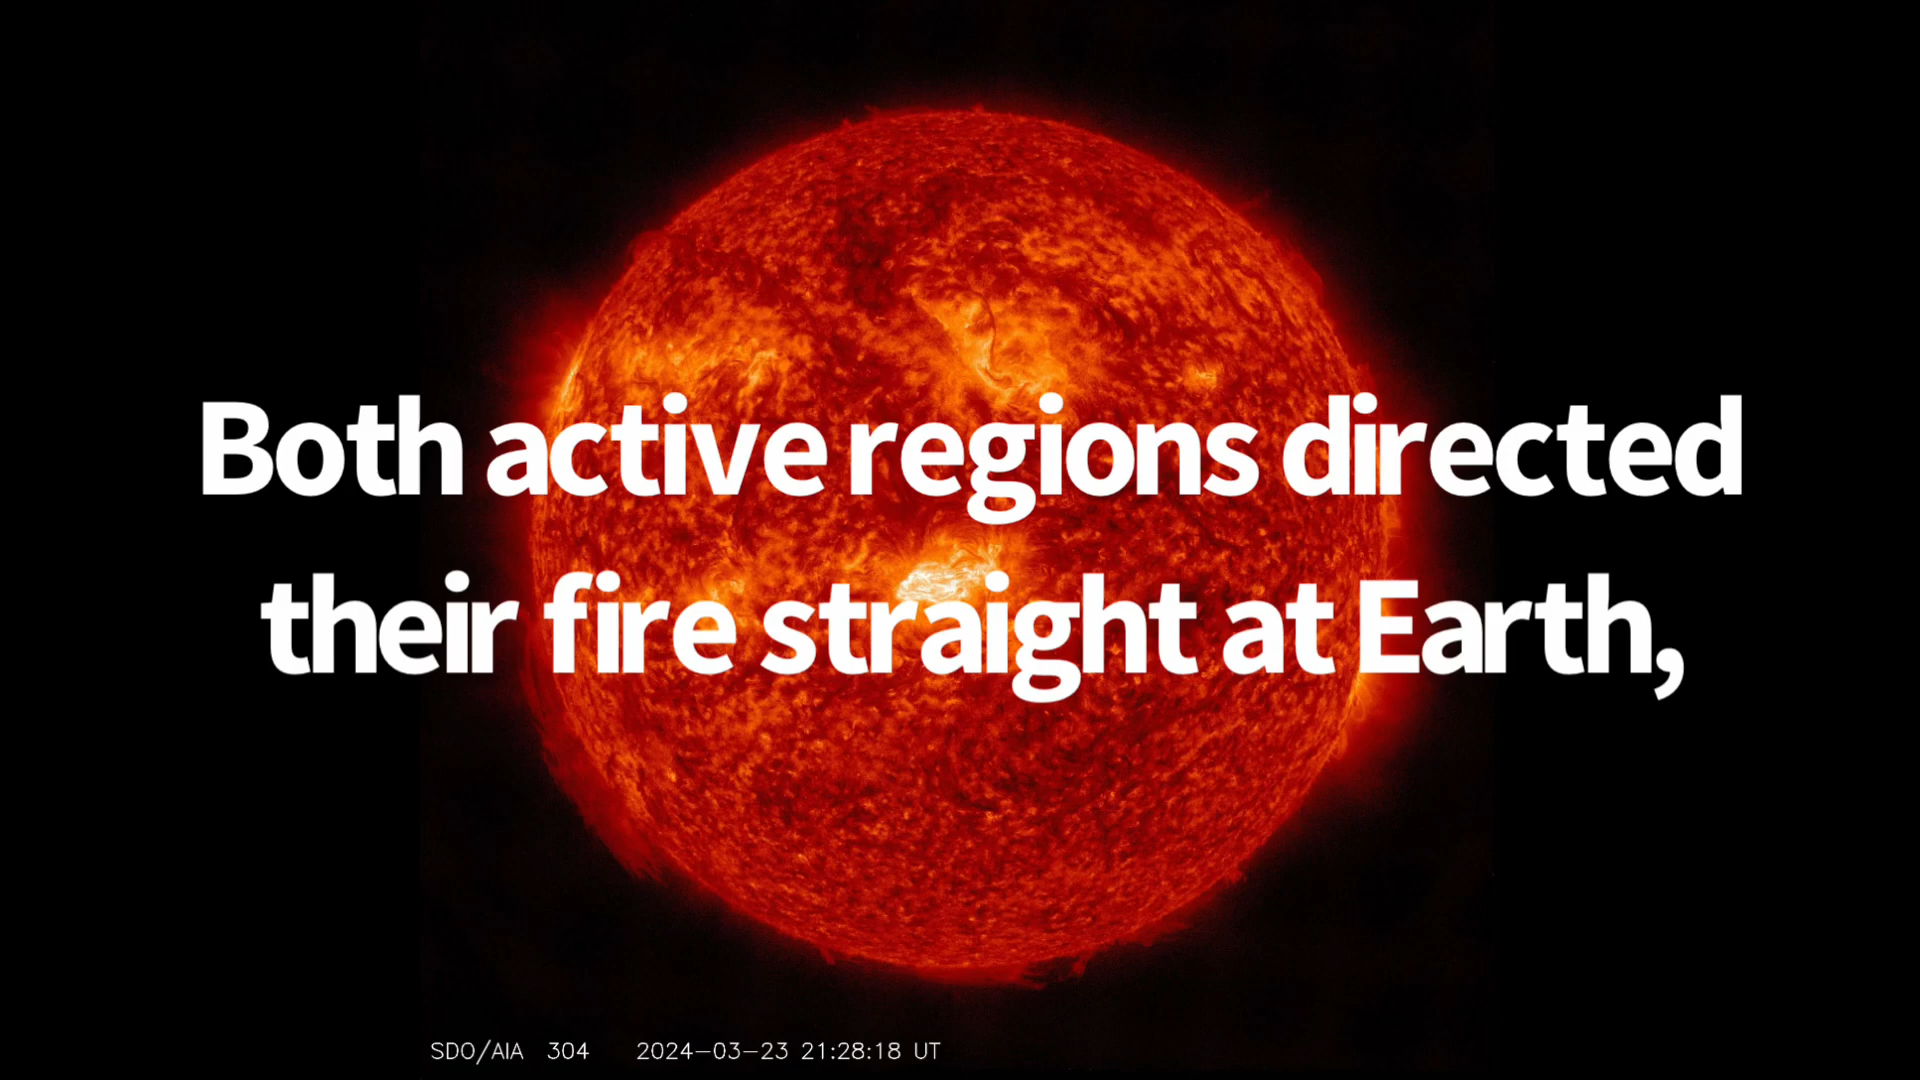 Both active regions directed
their fire straight at Earth,
SDO/AIA 304 2024-03-23 21:28:18 UT